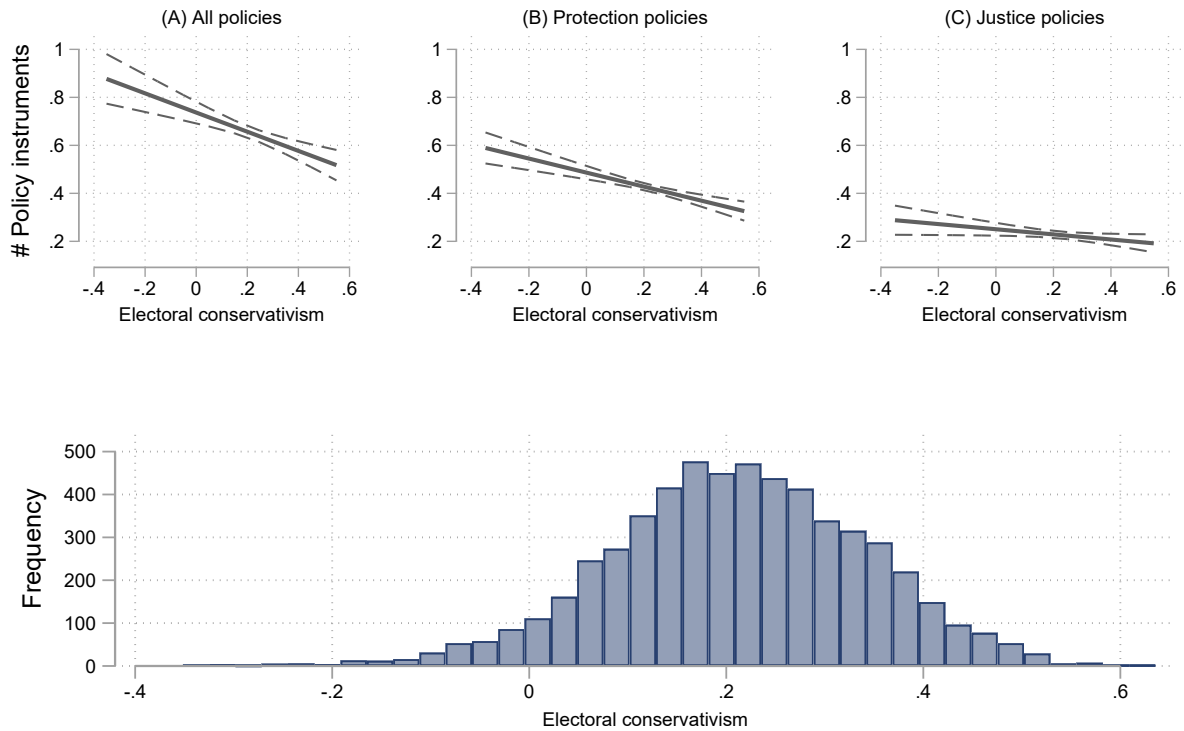 (A) All policies
(B) Protection policies
(C) Justice policies
# Policy instruments
1
.8
.6
.4
.2
1
.8
.6
.4
.2
1
.8
.6
.4
.2
-.4 -.2 0 .2 .4 .6
-.4 -.2 0 .2 .4 .6
-.4 -.2 0 .2 .4 .6
Electoral conservativism
Electoral conservativism
Electoral conservativism
Frequency
500
400
300
200
100
0
-.4 -.2 0 .2 .4 .6
Electoral conservativism